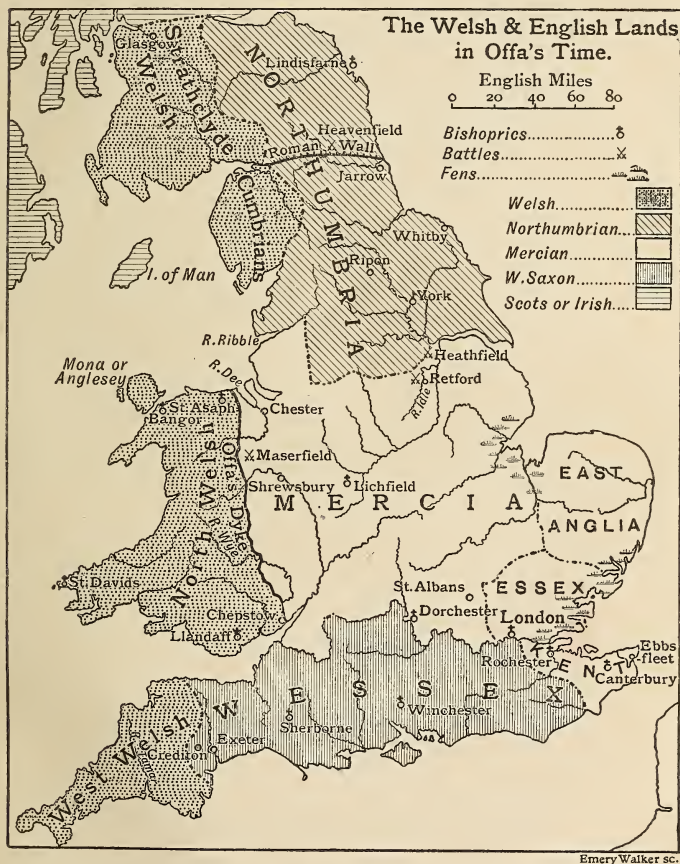 The Welsh & English Lands
in Offa's Time.
English Miles
0 20 40 60 80
Bishoprics
Battles
Fens
Welsh
Northumbrian
Mercian
W. Saxon
Scots or Irish
Glasgow
Strathclyde
Welsh
Lindisfarne
NORTHUMBRIA
Heavenfield
Roman Wall
Jarrow
Cumbrians
Whitby
Ripon
York
I. of Man
R. Ribble
Heathfield
R. Dee
Retford
R. Idle
Mona or
Anglesey
St. Asaph
Bangor
Chester
Maserfield
Offa's Dyke
North Welsh
R. Wye
Shrewsbury
Lichfield
MERCIA
EAST
ANGLIA
St. Davids
St. Albans
ESSEX
Dorchester
London
Chepstow
Llandaff
Rochester
KENT
Ebbs
fleet
Canterbury
WESSEX
Winchester
Sherborne
West Welsh
R. Tamar
Crediton
Exeter
Emery Walker sc.